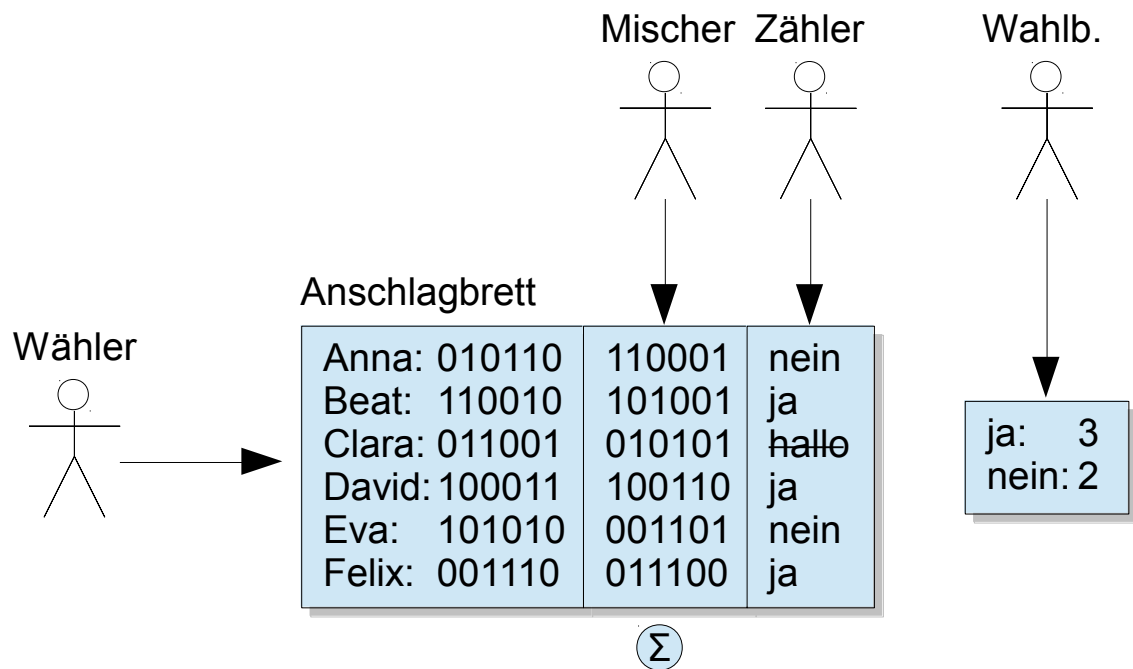 Mischer Zähler Wahlb.
Anschlagbrett
Wähler
Anna: 010110 110001 nein
Beat: 110010 101001 ja
Clara: 011001 010101 hallo
David: 100011 100110 ja
Eva: 101010 001101 nein
Felix: 001110 011100 ja
ja: 3
nein: 2
Σ